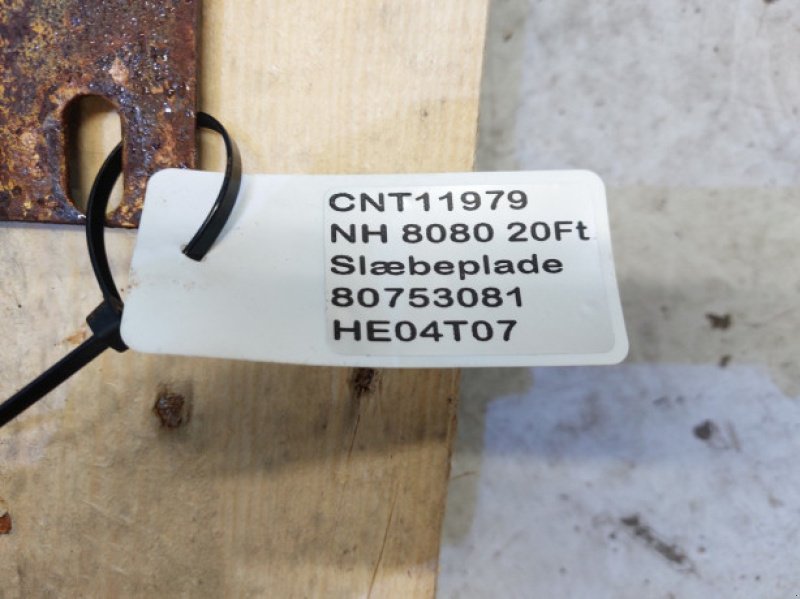 CNT11979
NH 8080 20Ft
Slæbeplade
80753081
HE04T07